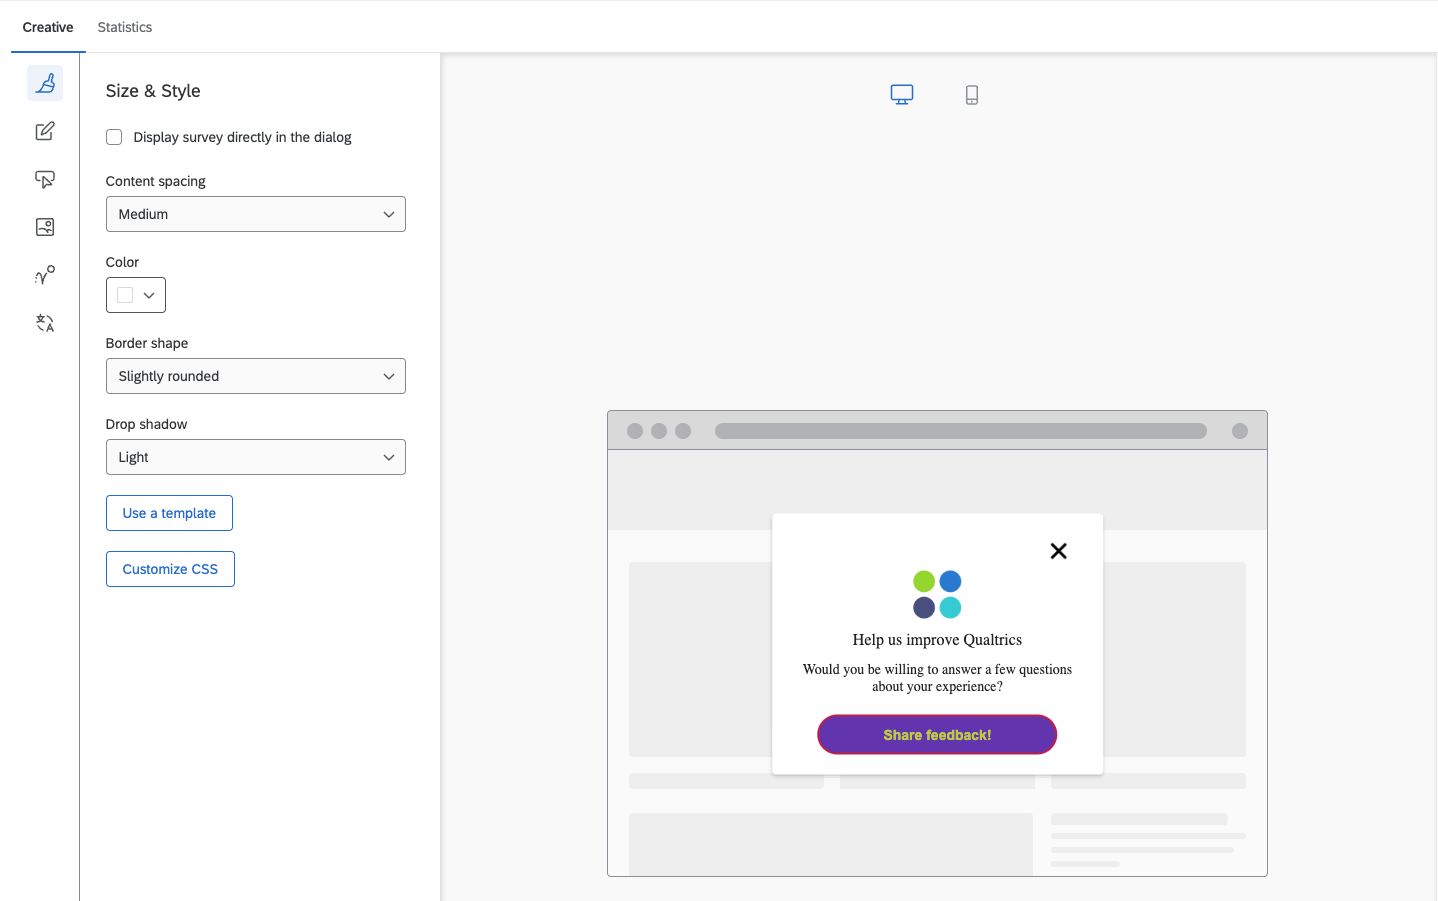 Creative
Statistics
Size & Style
Display survey directly in the dialog
Content spacing
Medium
Color
Border shape
Slightly rounded
Drop shadow
Light
Use a template
Customize CSS
Help us improve Qualtrics
Would you be willing to answer a few questions
about your experience?
Share feedback!